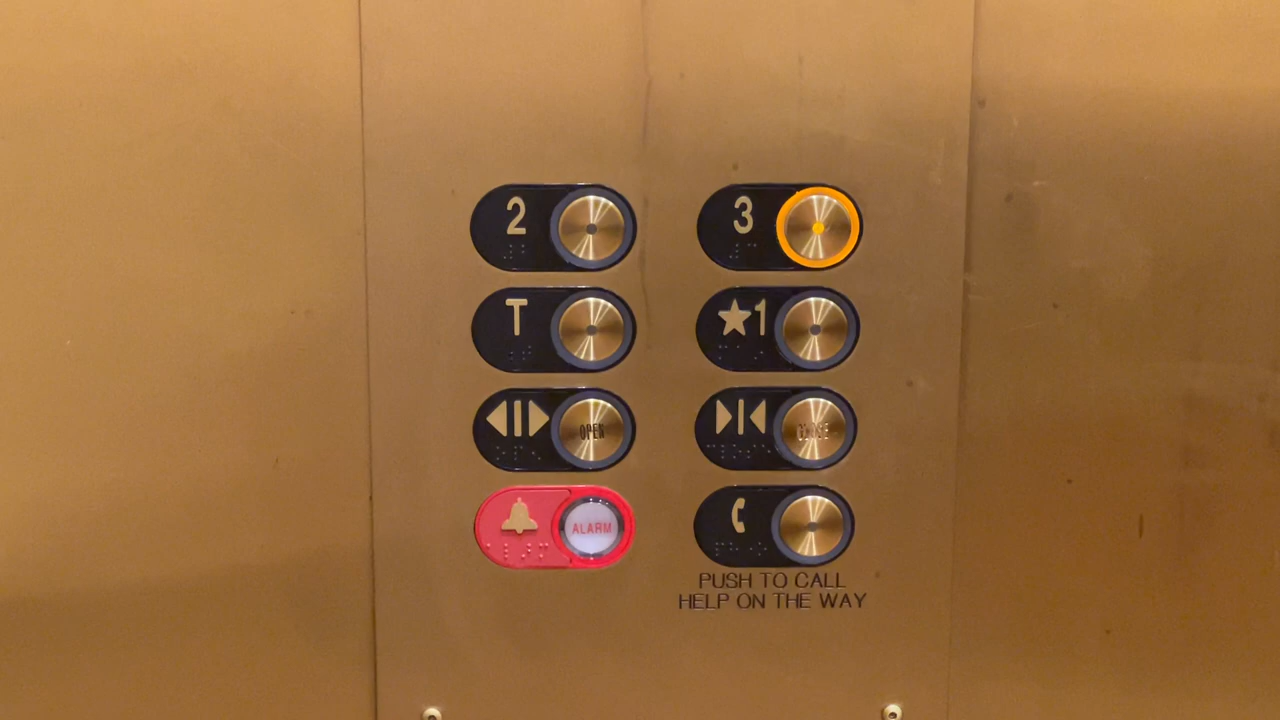 2 3
T ★1
OPEN CLOSE
ALARM
PUSH TO CALL
HELP ON THE WAY